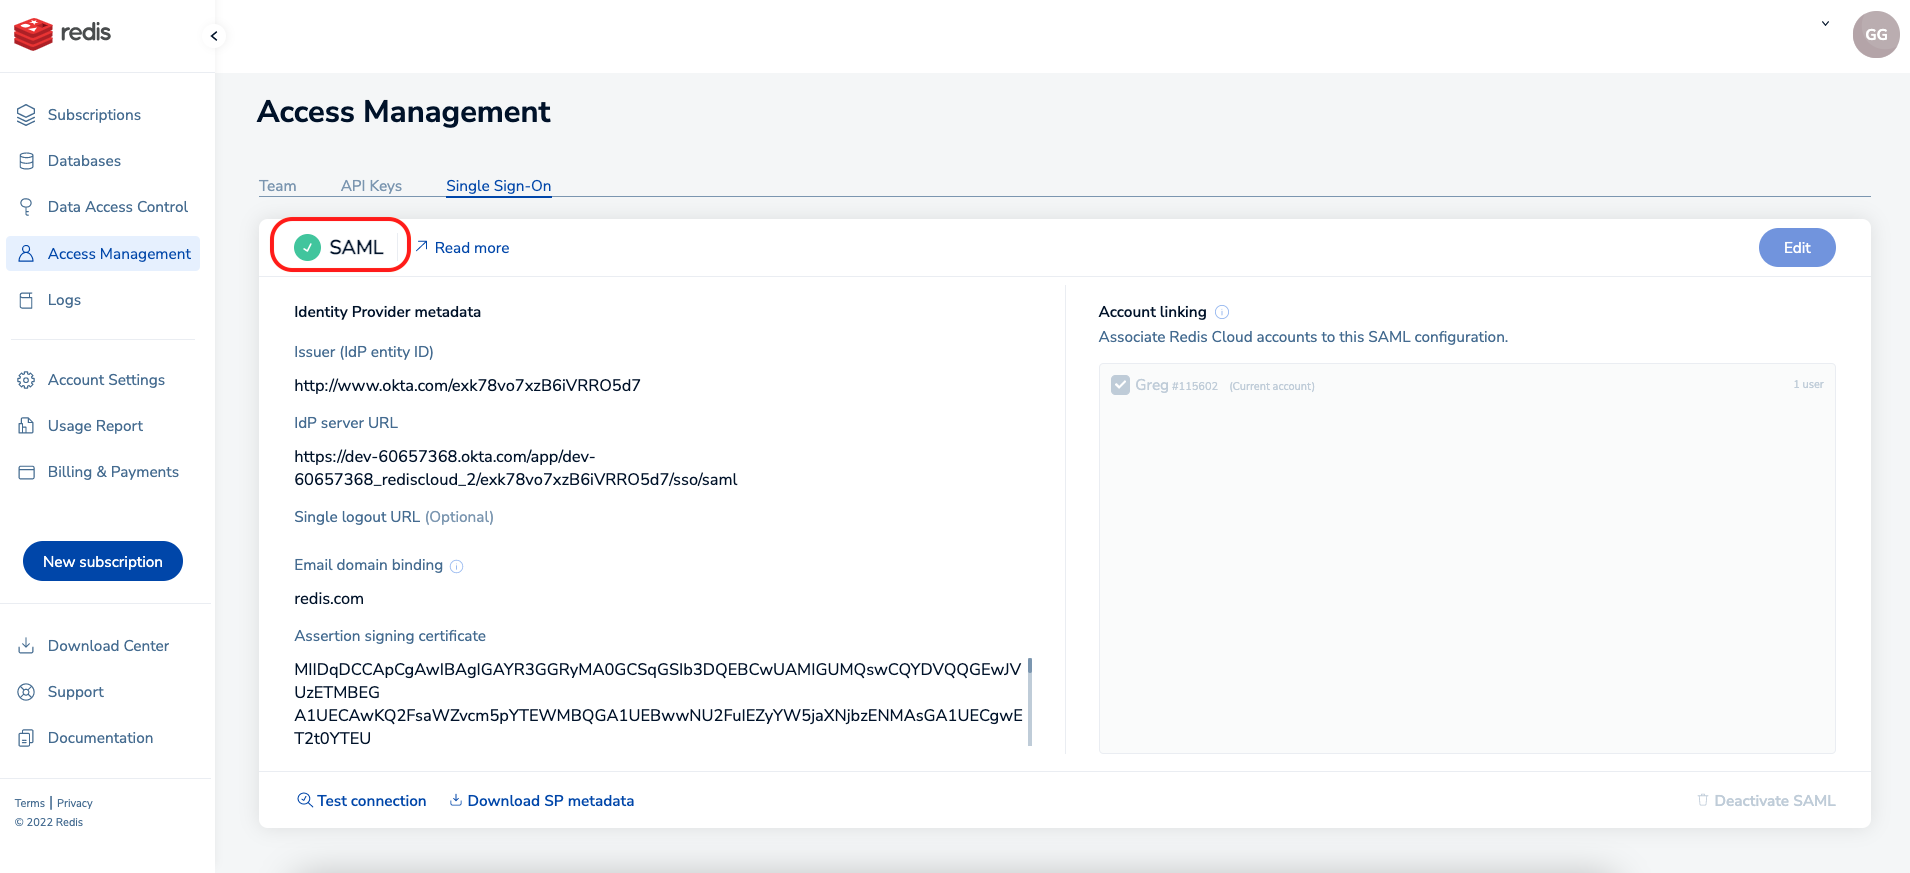 redis
GG
Subscriptions
Databases
Data Access Control
Access Management
Logs
Account Settings
Usage Report
Billing & Payments
New subscription
Download Center
Support
Documentation
Terms | Privacy
© 2022 Redis
Access Management
Team API Keys Single Sign-On
SAML Read more Edit
Identity Provider metadata
Issuer (IdP entity ID)
http://www.okta.com/exk78vo7xzB6iVRRO5d7
IdP server URL
https://dev-60657368.okta.com/app/dev-
60657368_rediscloud_2/exk78vo7xzB6iVRRO5d7/sso/saml
Single logout URL (Optional)
Email domain binding
redis.com
Assertion signing certificate
MIIDqDCCApCgAwIBAgIGAYR3GGRyMA0GCSqGSIb3DQEBCwUAMIGUMQswCQYDVQQGEwJV
UzETMBEG
A1UECAwKQ2FsaWZvcm5pYTEWMBQGA1UEBwwNU2FuIEZyYW5jaXNjbzENMAsGA1UECgwE
T2t0YTEU
Account linking
Associate Redis Cloud accounts to this SAML configuration.
Greg #115602 (Current account) 1 user
Test connection Download SP metadata Deactivate SAML